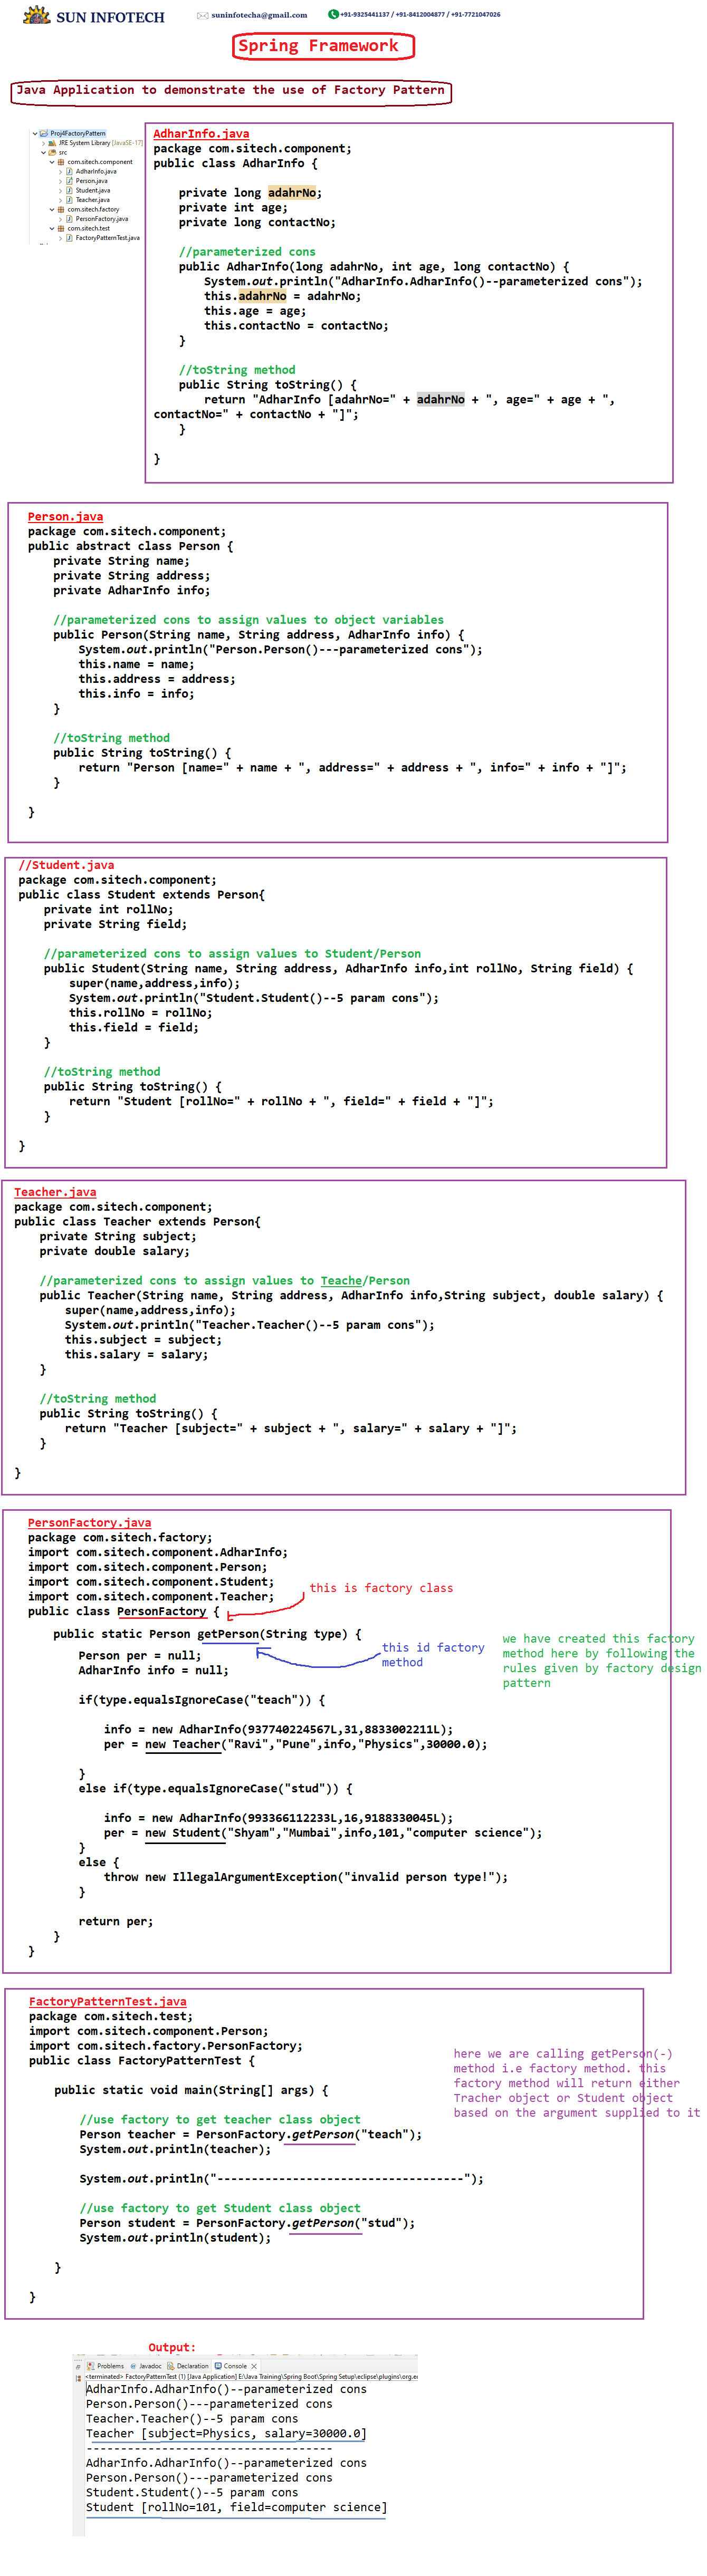 SUN INFOTECH
suninfotecha@gmail.com
+91-9325441137 / +91-8412004877 / +91-7721047026
Spring Framework
Java Application to demonstrate the use of Factory Pattern
Proj4FactoryPattern
JRE System Library [JavaSE-17]
src
com.sitech.component
AdharInfo.java
Person.java
Student.java
Teacher.java
com.sitech.factory
PersonFactory.java
com.sitech.test
FactoryPatternTest.java
AdharInfo.java
package com.sitech.component;
public class AdharInfo {
private long adahrNo;
private int age;
private long contactNo;
//parameterized cons
public AdharInfo(long adahrNo, int age, long contactNo) {
System.out.println("AdharInfo.AdharInfo()--parameterized cons");
this.adahrNo = adahrNo;
this.age = age;
this.contactNo = contactNo;
}
//toString method
public String toString() {
return "AdharInfo [adahrNo=" + adahrNo + ", age=" + age + ",
contactNo=" + contactNo + "]";
}
}
Person.java
package com.sitech.component;
public abstract class Person {
private String name;
private String address;
private AdharInfo info;
//parameterized cons to assign values to object variables
public Person(String name, String address, AdharInfo info) {
System.out.println("Person.Person()---parameterized cons");
this.name = name;
this.address = address;
this.info = info;
}
//toString method
public String toString() {
return "Person [name=" + name + ", address=" + address + ", info=" + info + "]";
}
}
//Student.java
package com.sitech.component;
public class Student extends Person{
private int rollNo;
private String field;
//parameterized cons to assign values to Student/Person
public Student(String name, String address, AdharInfo info,int rollNo, String field) {
super(name,address,info);
System.out.println("Student.Student()--5 param cons");
this.rollNo = rollNo;
this.field = field;
}
//toString method
public String toString() {
return "Student [rollNo=" + rollNo + ", field=" + field + "]";
}
}
Teacher.java
package com.sitech.component;
public class Teacher extends Person{
private String subject;
private double salary;
//parameterized cons to assign values to Teache/Person
public Teacher(String name, String address, AdharInfo info,String subject, double salary) {
super(name,address,info);
System.out.println("Teacher.Teacher()--5 param cons");
this.subject = subject;
this.salary = salary;
}
//toString method
public String toString() {
return "Teacher [subject=" + subject + ", salary=" + salary + "]";
}
}
PersonFactory.java
package com.sitech.factory;
import com.sitech.component.AdharInfo;
import com.sitech.component.Person;
import com.sitech.component.Student;
import com.sitech.component.Teacher;
public class PersonFactory {
this is factory class
public static Person getPerson(String type) {
this id factory
method
we have created this factory
method here by following the
rules given by factory design
pattern
Person per = null;
AdharInfo info = null;
if(type.equalsIgnoreCase("teach")) {
info = new AdharInfo(937740224567L,31,8833002211L);
per = new Teacher("Ravi","Pune",info,"Physics",30000.0);
}
else if(type.equalsIgnoreCase("stud")) {
info = new AdharInfo(993366112233L,16,9188330045L);
per = new Student("Shyam","Mumbai",info,101,"computer science");
}
else {
throw new IllegalArgumentException("invalid person type!");
}
return per;
}
}
FactoryPatternTest.java
package com.sitech.test;
import com.sitech.component.Person;
import com.sitech.factory.PersonFactory;
public class FactoryPatternTest {
here we are calling getPerson(-)
method i.e factory method. this
factory method will return either
Tracher object or Student object
based on the argument supplied to it
public static void main(String[] args) {
//use factory to get teacher class object
Person teacher = PersonFactory.getPerson("teach");
System.out.println(teacher);
System.out.println("------------------------------------");
//use factory to get Student class object
Person student = PersonFactory.getPerson("stud");
System.out.println(student);
}
}
Output:
Problems Javadoc Declaration Console
<terminated> FactoryPatternTest (1) [Java Application] E:\Java Training\Spring Boot\Spring Setup\eclipse\plugins\org.ec
AdharInfo.AdharInfo()--parameterized cons
Person.Person()---parameterized cons
Teacher.Teacher()--5 param cons
Teacher [subject=Physics, salary=30000.0]
------------------------------------
AdharInfo.AdharInfo()--parameterized cons
Person.Person()---parameterized cons
Student.Student()--5 param cons
Student [rollNo=101, field=computer science]